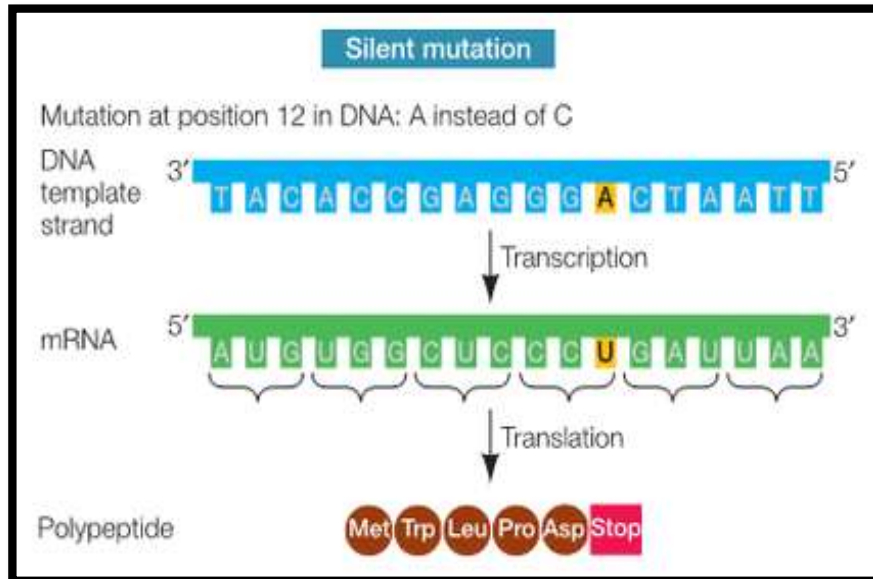 Silent mutation
Mutation at position 12 in DNA: A instead of C
DNA
template
strand
3′ 5′
T A C A C C G A G G G A C T A A T T
Transcription
mRNA
5′ 3′
A U G U G G C U C C C U G A U U A A
Translation
Polypeptide
Met Trp Leu Pro Asp Stop